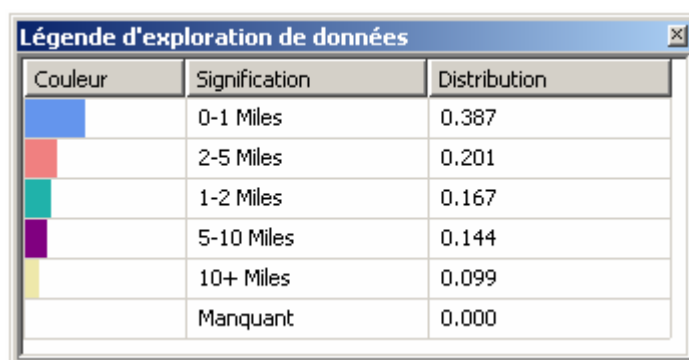 Légende d'exploration de données
Couleur Signification Distribution
0-1 Miles 0.387
2-5 Miles 0.201
1-2 Miles 0.167
5-10 Miles 0.144
10+ Miles 0.099
Manquant 0.000